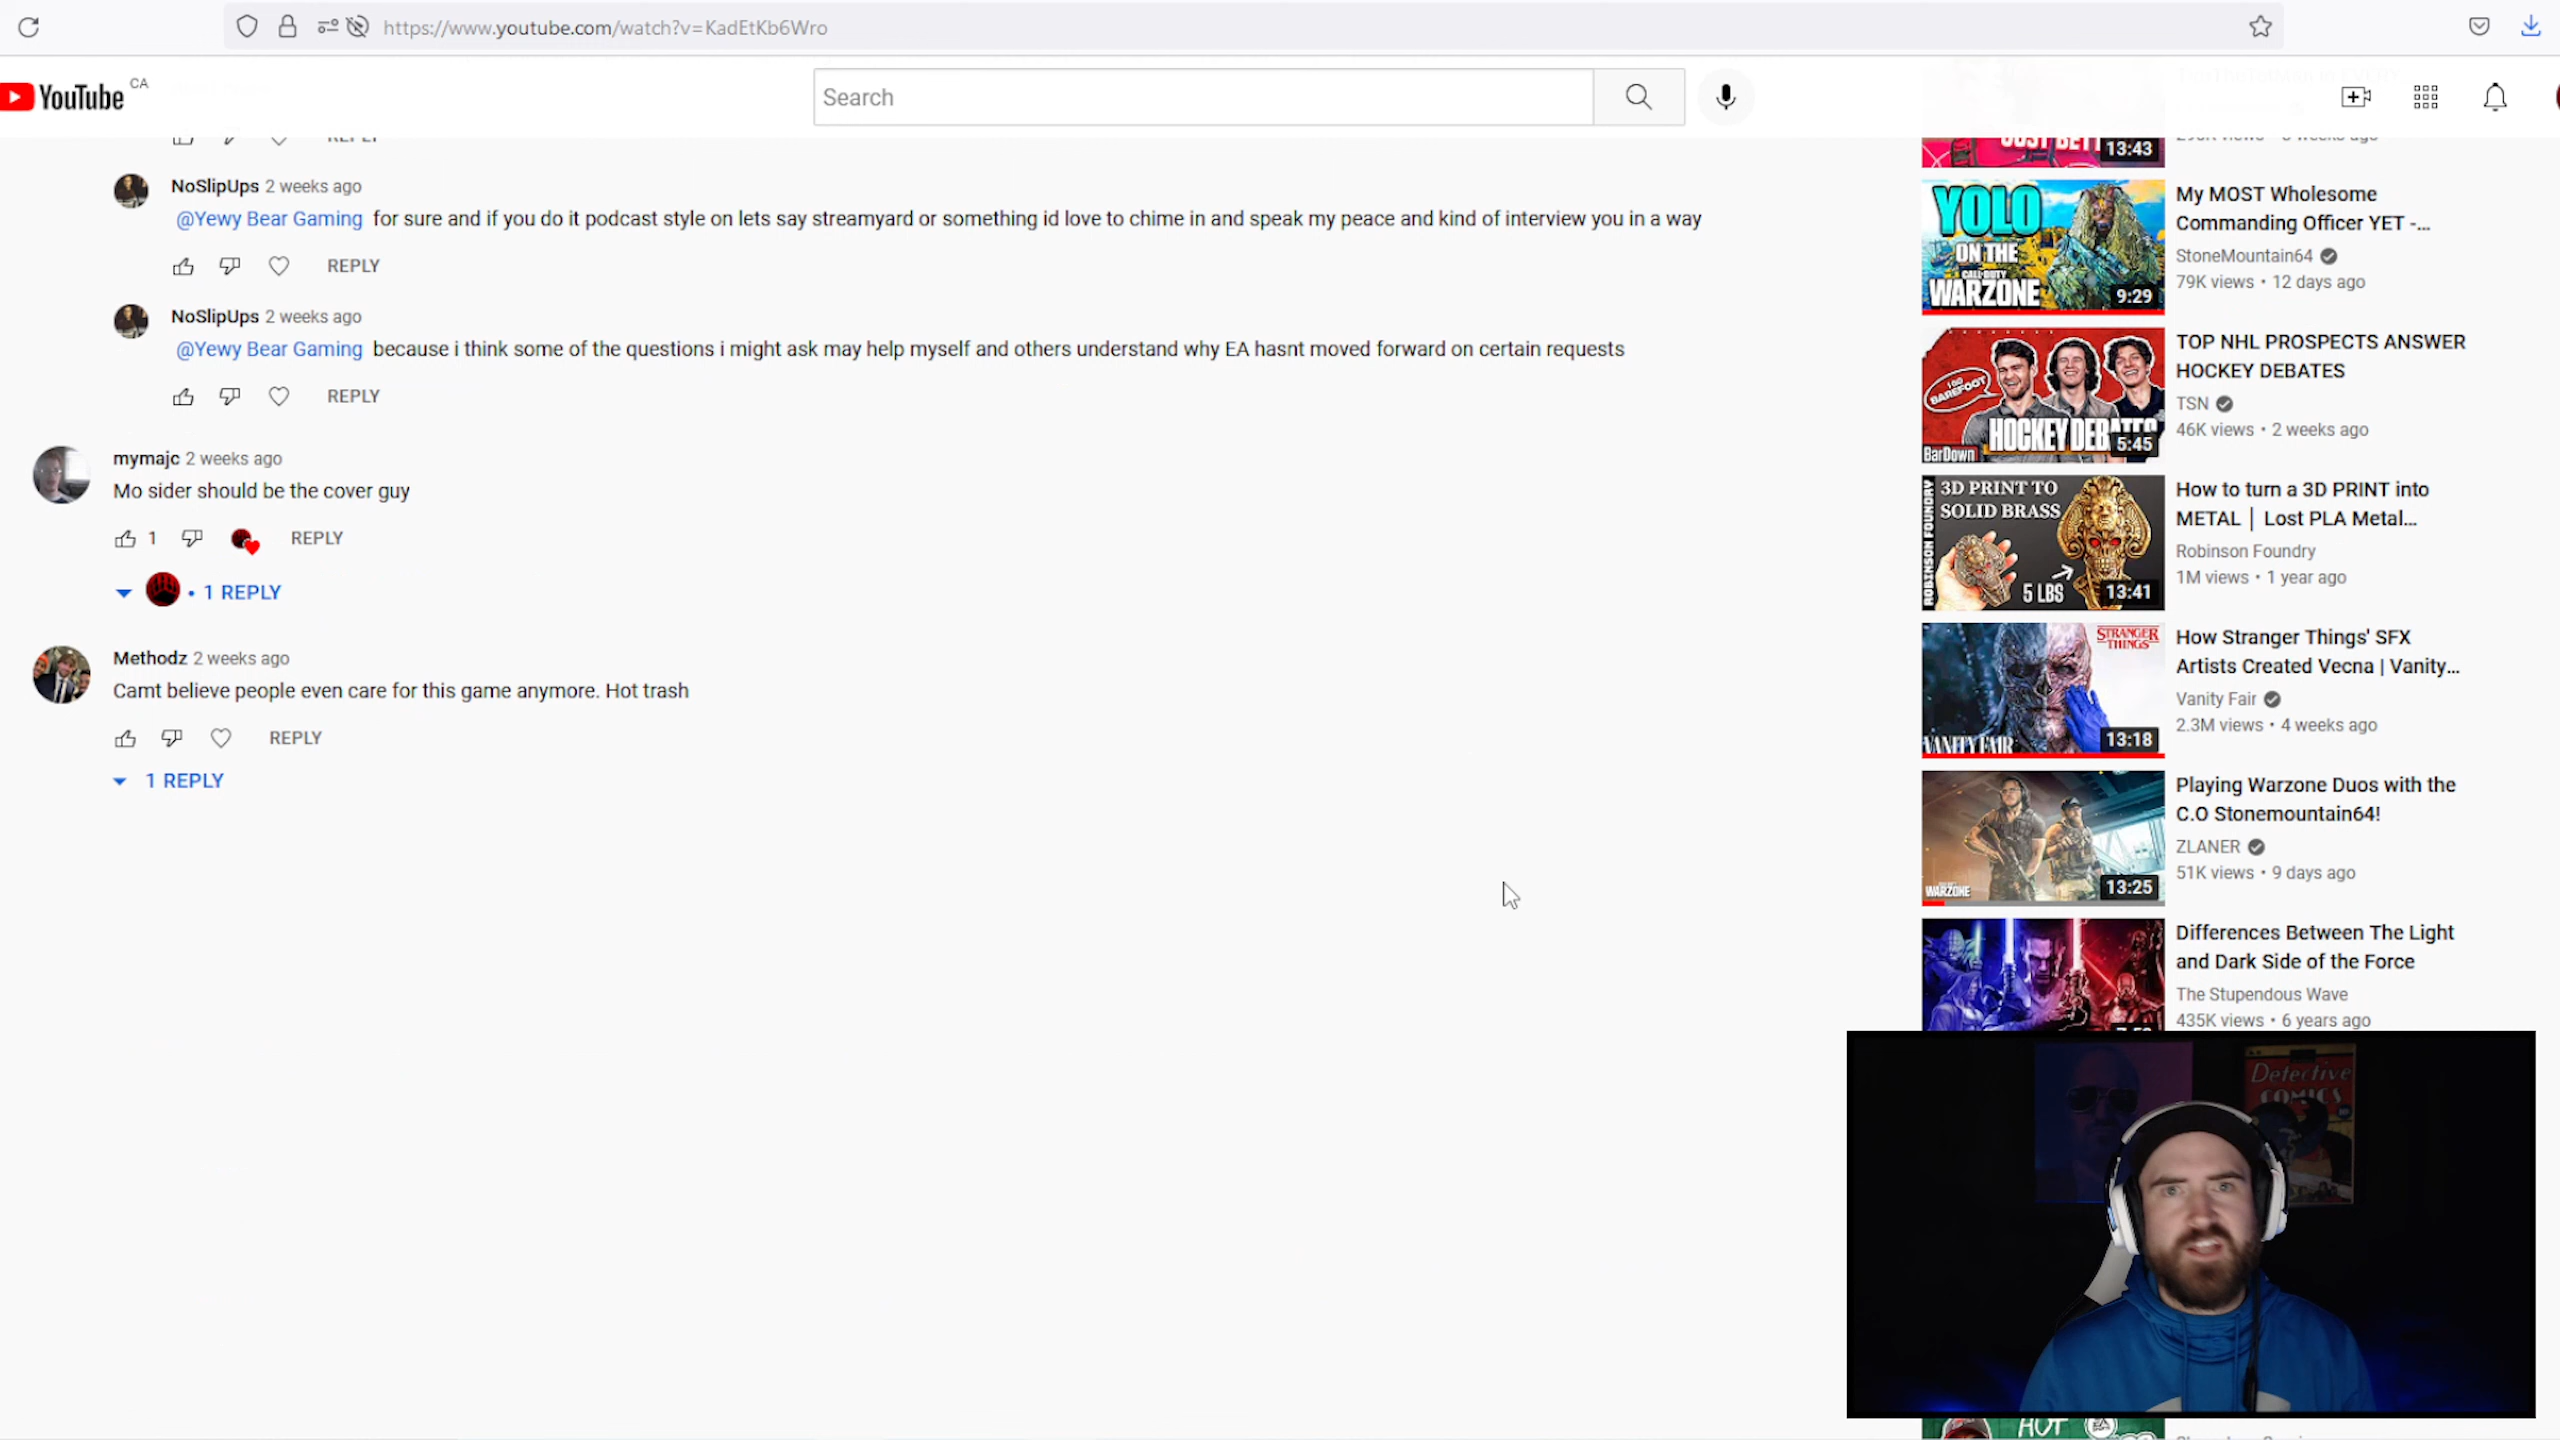 https://www.youtube.com/watch?v=KadEtKb6Wro
YouTube CA
Search
REPLY
NoSlipUps 2 weeks ago
@Yewy Bear Gaming for sure and if you do it podcast style on lets say streamyard or something id love to chime in and speak my peace and kind of interview you in a way
REPLY
NoSlipUps 2 weeks ago
@Yewy Bear Gaming because i think some of the questions i might ask may help myself and others understand why EA hasnt moved forward on certain requests
REPLY
mymajc 2 weeks ago
Mo sider should be the cover guy
1 REPLY
• 1 REPLY
Methodz 2 weeks ago
Camt believe people even care for this game anymore. Hot trash
REPLY
1 REPLY
13:43
YOLO
ON THE
CALL·DUTY
WARZONE
9:29
My MOST Wholesome
Commanding Officer YET -...
StoneMountain64
79K views • 12 days ago
BAREFOOT
HOCKEY DEBATES
BarDown
5:45
TOP NHL PROSPECTS ANSWER
HOCKEY DEBATES
TSN
46K views • 2 weeks ago
ROBINSON FOUNDRY
3D PRINT TO
SOLID BRASS
5 LBS
13:41
How to turn a 3D PRINT into
METAL │ Lost PLA Metal...
Robinson Foundry
1M views • 1 year ago
STRANGER
THINGS
VANITY FAIR
13:18
How Stranger Things' SFX
Artists Created Vecna | Vanity...
Vanity Fair
2.3M views • 4 weeks ago
WARZONE
13:25
Playing Warzone Duos with the
C.O Stonemountain64!
ZLANER
51K views • 9 days ago
Differences Between The Light
and Dark Side of the Force
The Stupendous Wave
435K views • 6 years ago
Detective
COMICS
HUT